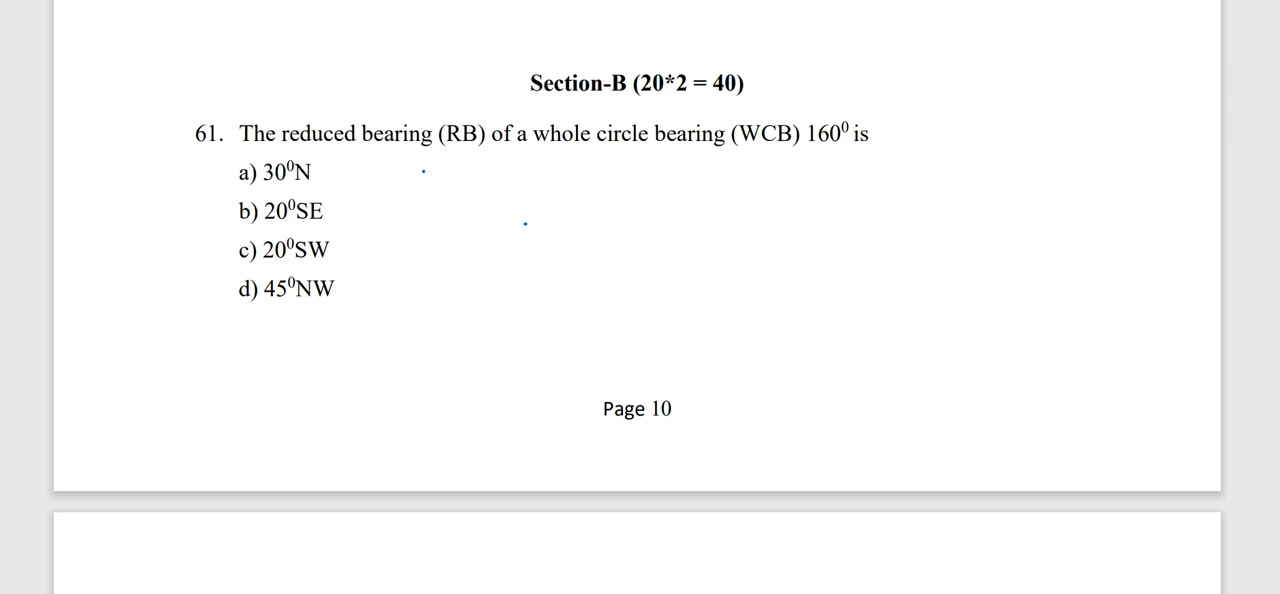 Section-B (20*2 = 40)
61. The reduced bearing (RB) of a whole circle bearing (WCB) 160⁰ is
a) 30⁰N
b) 20⁰SE
c) 20⁰SW
d) 45⁰NW
Page 10